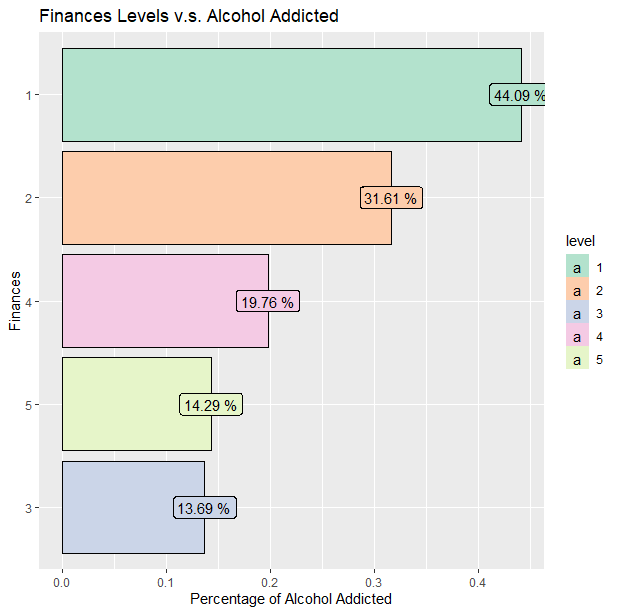 Finances Levels v.s. Alcohol Addicted
Finances
1
44.09 %
2
31.61 %
4
19.76 %
5
14.29 %
3
13.69 %
0.0
0.1
0.2
0.3
0.4
Percentage of Alcohol Addicted
level
a 1
a 2
a 3
a 4
a 5